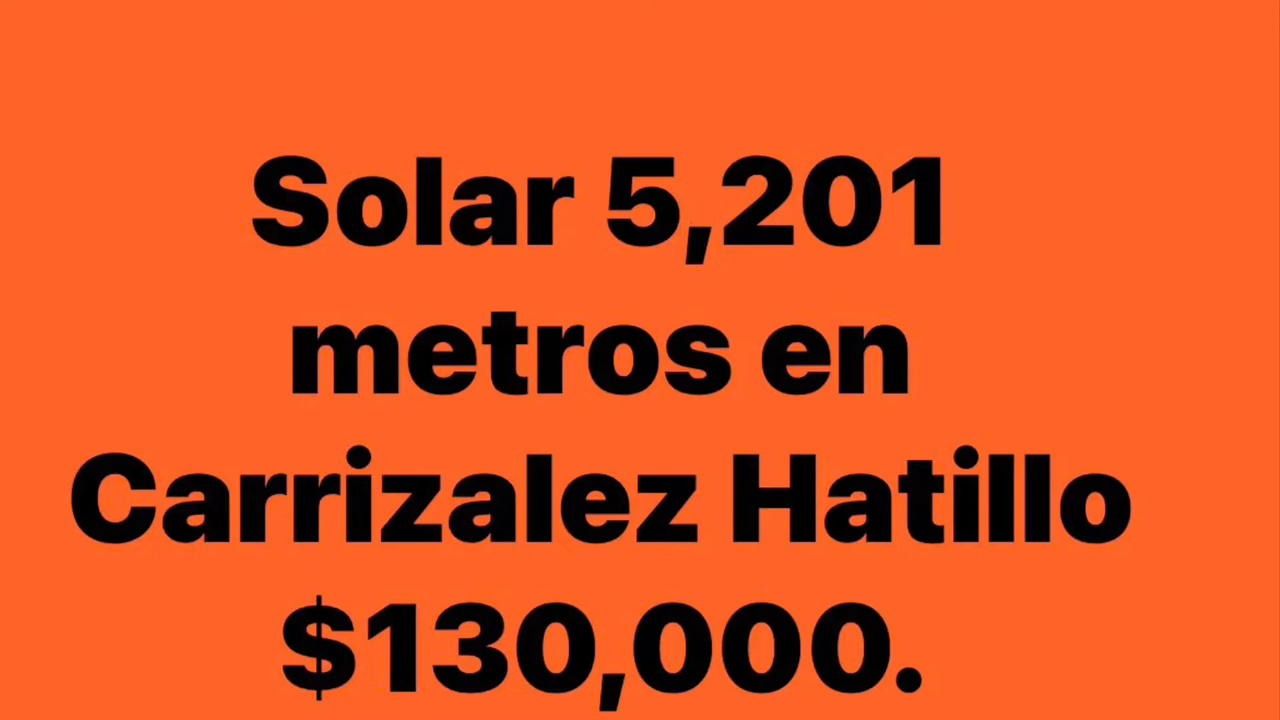 Solar 5,201
metros en
Carrizalez Hatillo
$130,000.